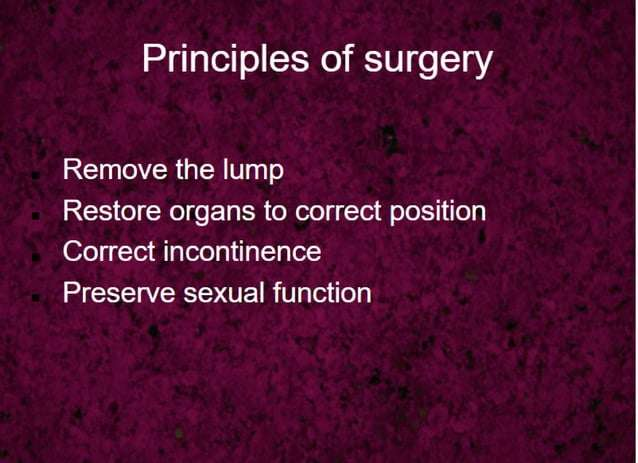 Principles of surgery
Remove the lump
Restore organs to correct position
Correct incontinence
Preserve sexual function